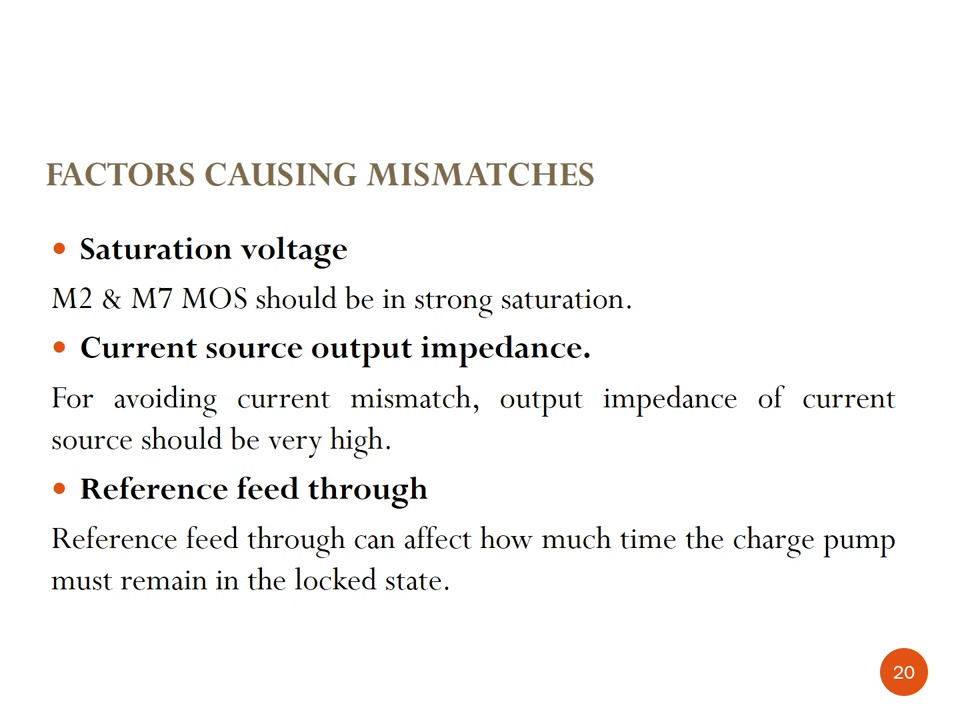 FACTORS CAUSING MISMATCHES
• Saturation voltage
M2 & M7 MOS should be in strong saturation.
• Current source output impedance.
For avoiding current mismatch, output impedance of current
source should be very high.
• Reference feed through
Reference feed through can affect how much time the charge pump
must remain in the locked state.
20